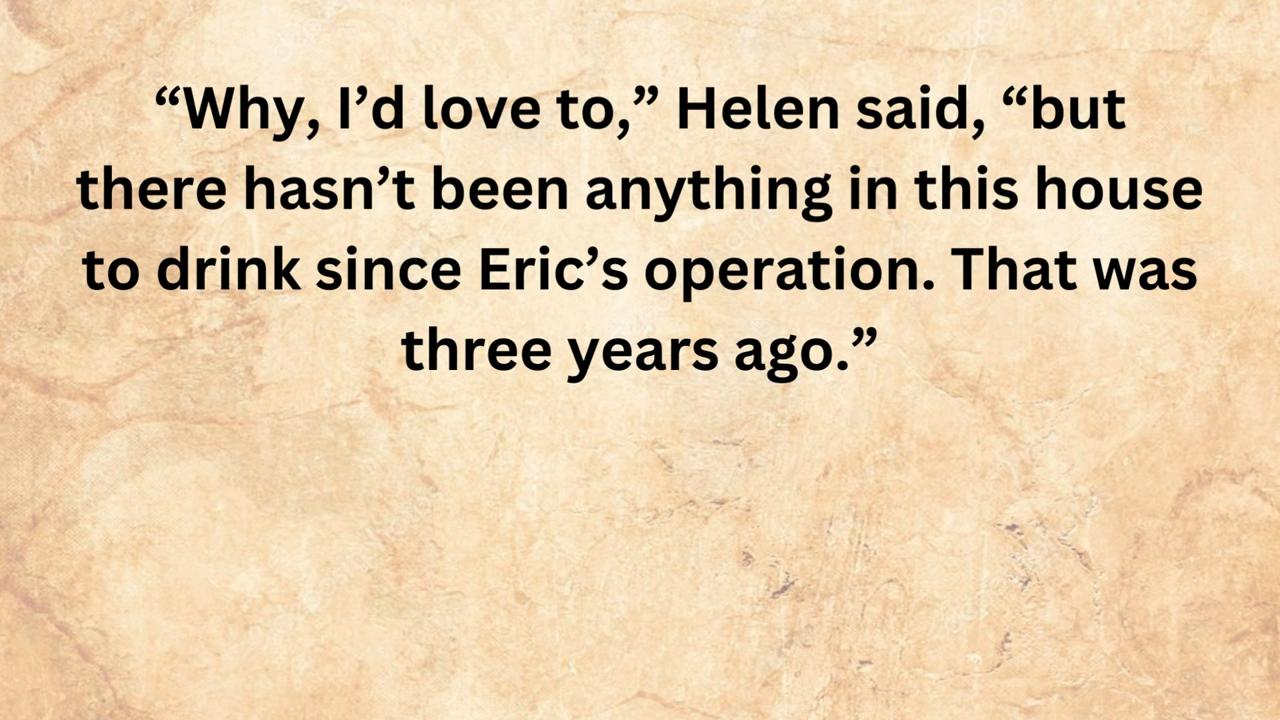 “Why, I’d love to,” Helen said, “but
there hasn’t been anything in this house
to drink since Eric’s operation. That was
three years ago.”